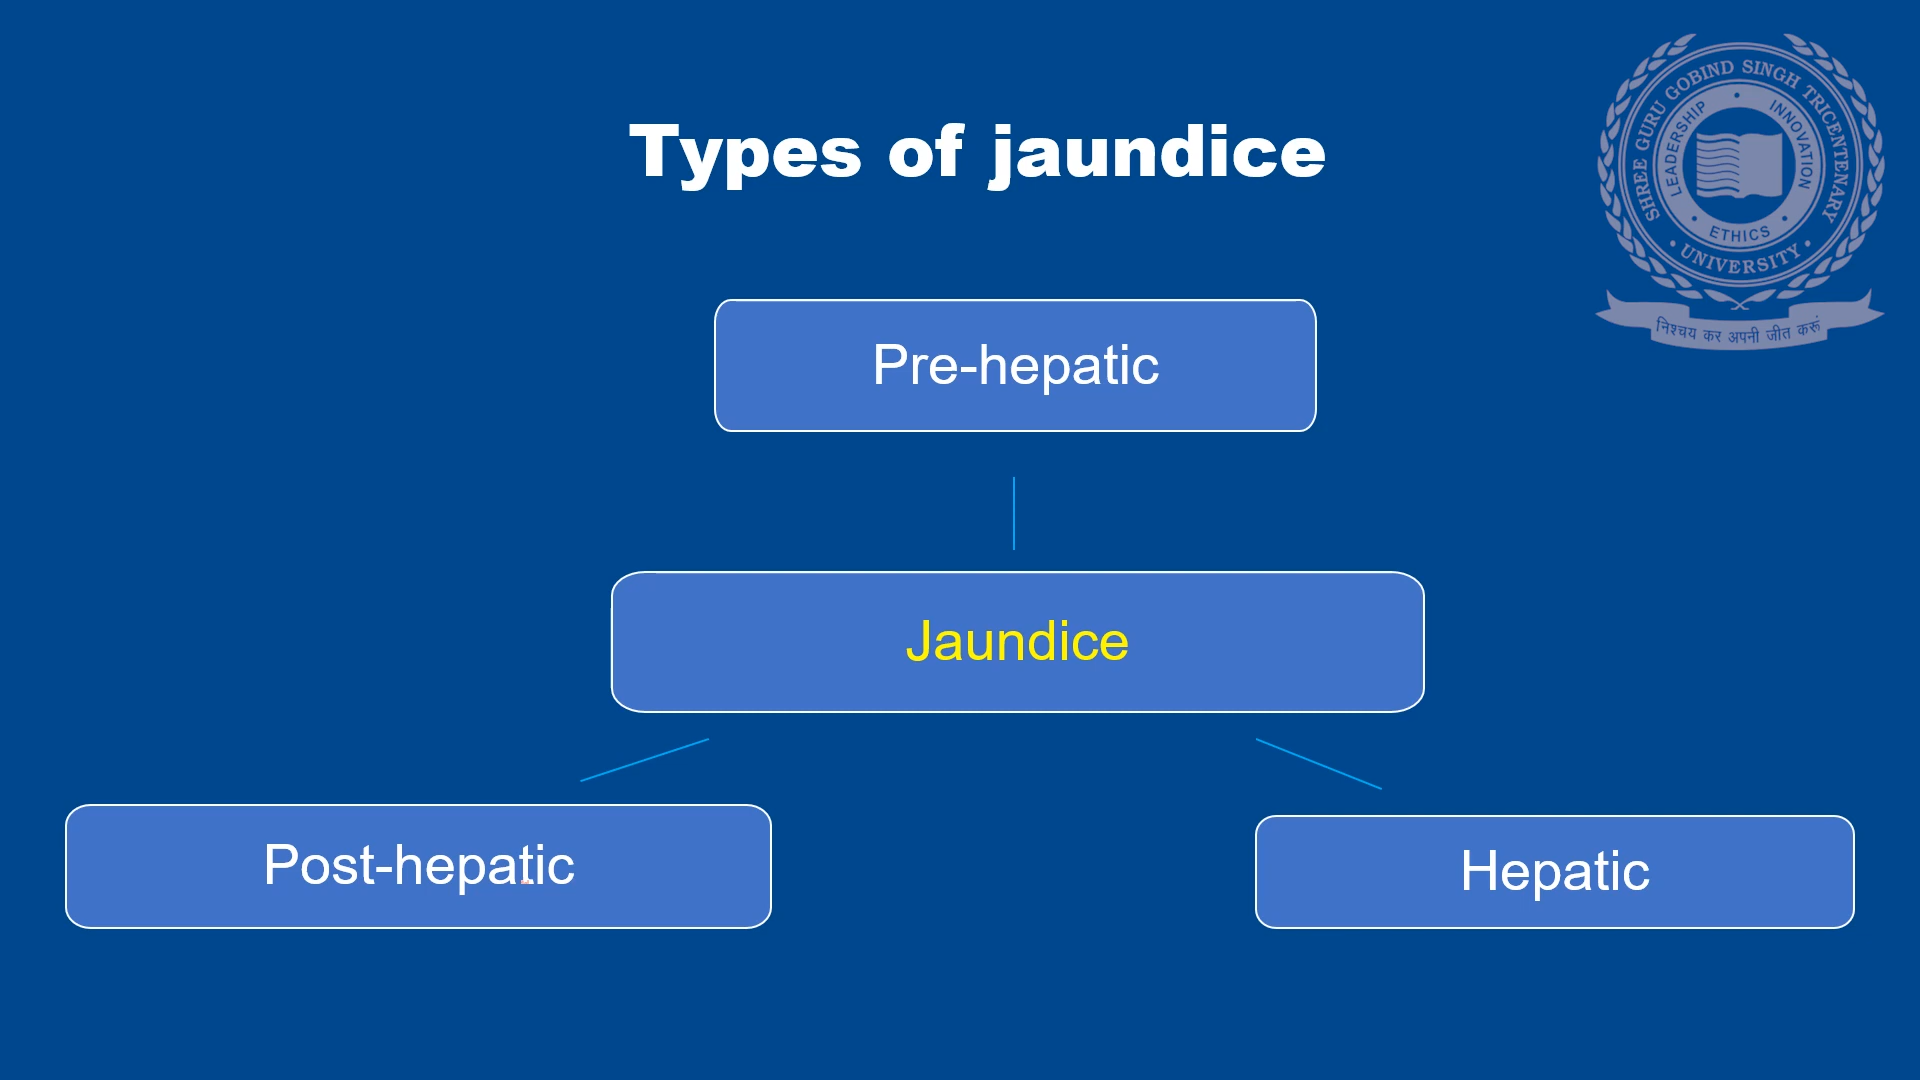 Types of jaundice
SHREE GURU GOBIND SINGH TRICENTENARY
UNIVERSITY
LEADERSHIP
INNOVATION
ETHICS
निश्चय कर अपनी जीत करूं
Pre-hepatic
Jaundice
Post-hepatic
Hepatic